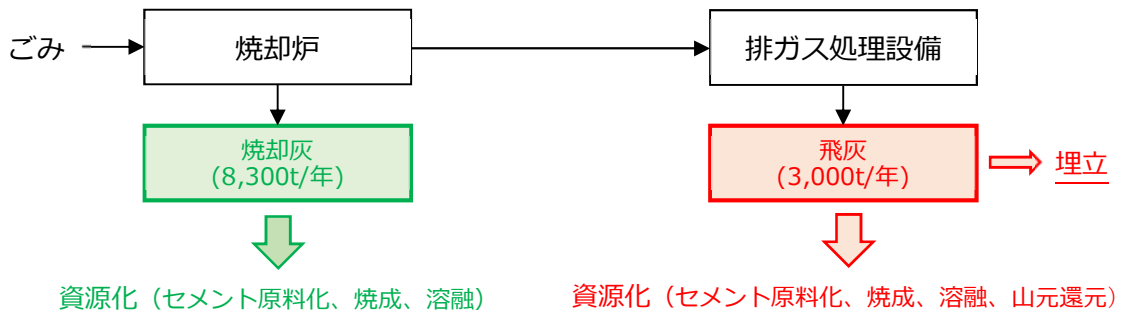 ごみ
焼却炉
排ガス処理設備
焼却灰
(8,300t/年)
飛灰
(3,000t/年)
埋立
資源化（セメント原料化、焼成、溶融）
資源化（セメント原料化、焼成、溶融、山元還元）